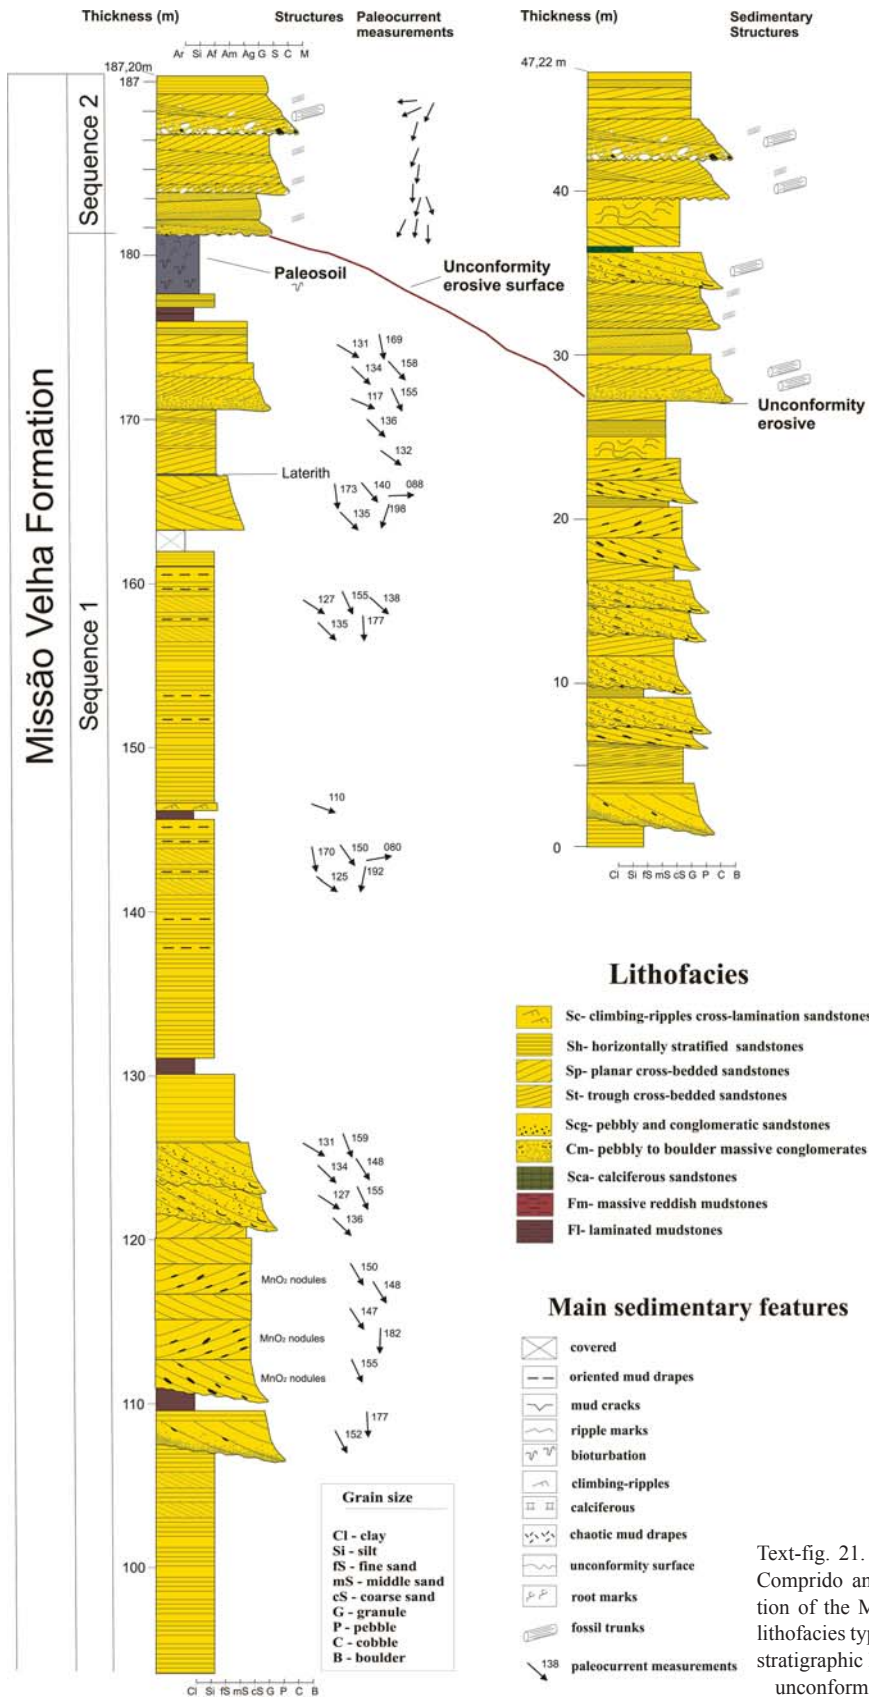 Thickness (m)
Structures
Paleocurrent
measurements
Ar Si Af Am Ag G S C M
187,20m
187
180
170
160
150
140
130
120
110
100
Missão Velha Formation
Sequence 2
Sequence 1
Paleosoil
Unconformity
erosive surface
Laterith
131
169
134
158
117
155
136
132
173
140
088
135
198
127
155
138
135
177
110
170
150
080
125
192
131
159
134
148
127
155
136
150
148
147
182
155
177
152
MnO₂ nodules
MnO₂ nodules
MnO₂ nodules
Cl Si fS mS cS G P C B
Grain size
Cl - clay
Si - silt
fS - fine sand
mS - middle sand
cS - coarse sand
G - granule
P - pebble
C - cobble
B - boulder
Thickness (m)
Sedimentary
Structures
47,22 m
40
30
20
10
0
Unconformity
erosive
Cl Si fS mS cS G P C B
Lithofacies
Sc- climbing-ripples cross-lamination sandstones
Sh- horizontally stratified sandstones
Sp- planar cross-bedded sandstones
St- trough cross-bedded sandstones
Scg- pebbly and conglomeratic sandstones
Cm- pebbly to boulder massive conglomerates
Sca- calciferous sandstones
Fm- massive reddish mudstones
Fl- laminated mudstones
Main sedimentary features
covered
oriented mud drapes
mud cracks
ripple marks
bioturbation
climbing-ripples
calciferous
chaotic mud drapes
unconformity surface
root marks
fossil trunks
138
paleocurrent measurements
Text-fig. 21.
Comprido an
tion of the M
lithofacies typ
stratigraphic
unconform